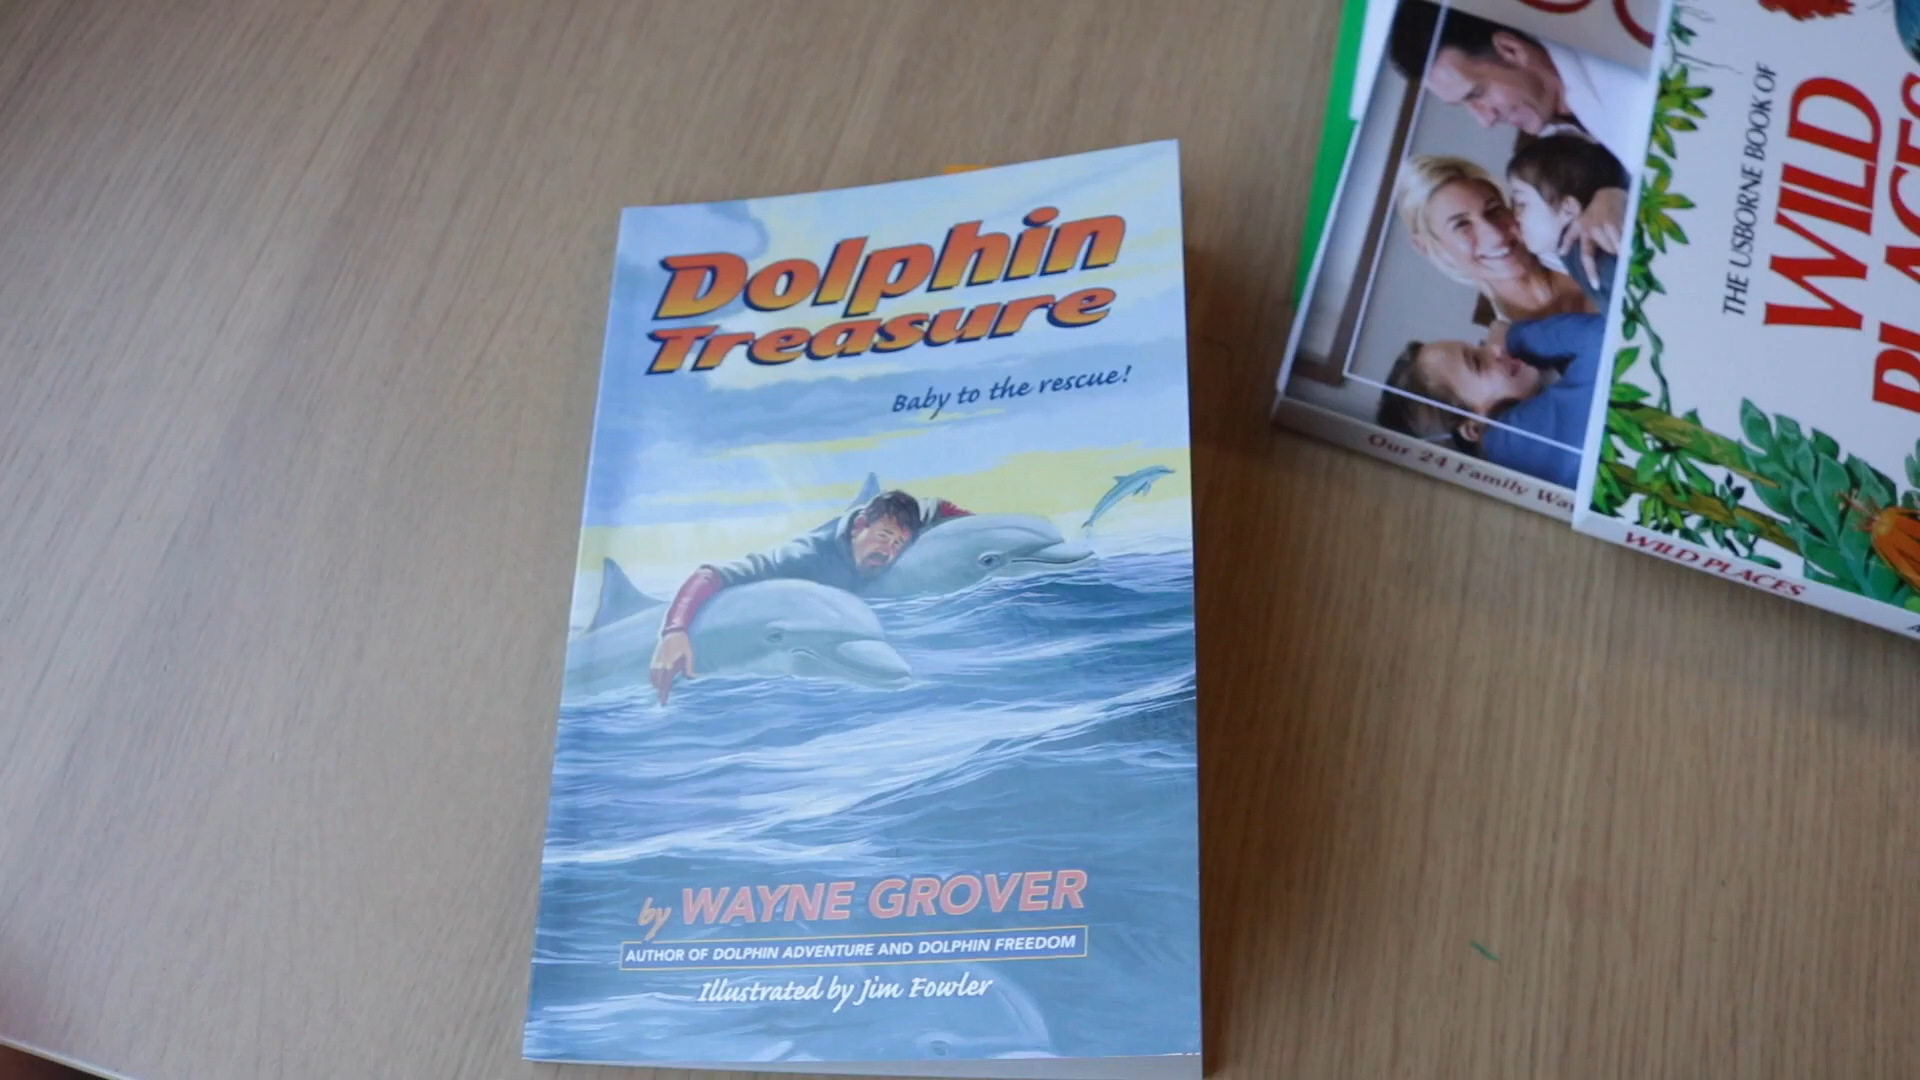 Dolphin
Treasure
Baby to the rescue!
by WAYNE GROVER
AUTHOR OF DOLPHIN ADVENTURE AND DOLPHIN FREEDOM
Illustrated by Jim Fowler
Our 24 Family
THE USBORNE BOOK OF
WILD
PLACES
WILD PLACES